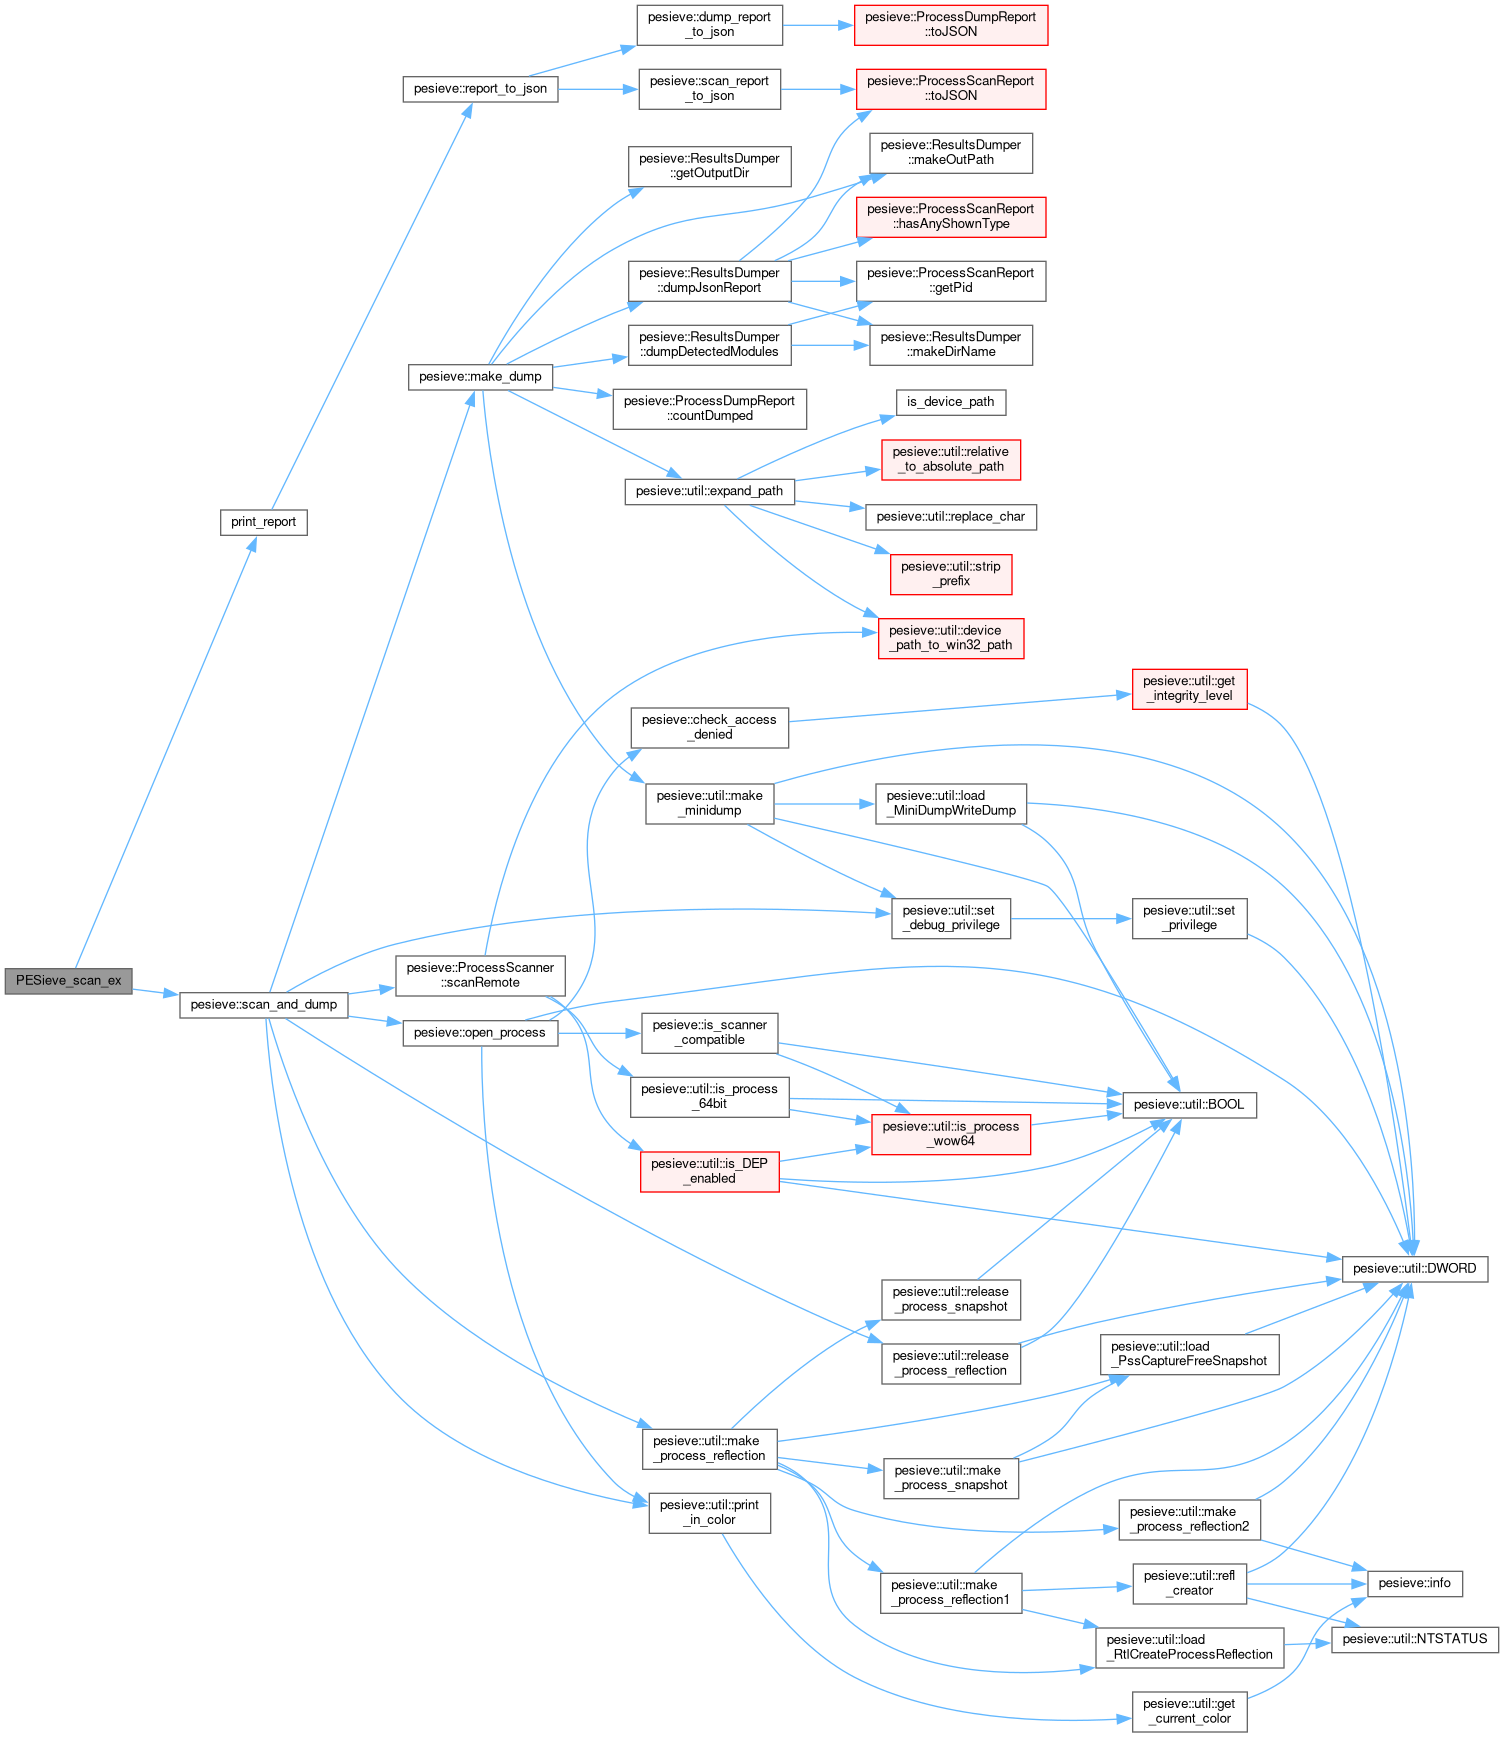 pesieve::dump_report
_to_json
pesieve::ProcessDumpReport
::toJSON
pesieve::report_to_json
pesieve::scan_report
_to_json
pesieve::ProcessScanReport
::toJSON
pesieve::ResultsDumper
::makeOutPath
pesieve::ResultsDumper
::getOutputDir
pesieve::ProcessScanReport
::hasAnyShownType
pesieve::ResultsDumper
::dumpJsonReport
pesieve::ProcessScanReport
::getPid
pesieve::ResultsDumper
::dumpDetectedModules
pesieve::ResultsDumper
::makeDirName
pesieve::make_dump
pesieve::ProcessDumpReport
::countDumped
is_device_path
pesieve::util::relative
_to_absolute_path
pesieve::util::expand_path
pesieve::util::replace_char
print_report
pesieve::util::strip
_prefix
pesieve::util::device
_path_to_win32_path
pesieve::util::get
_integrity_level
pesieve::check_access
_denied
pesieve::util::make
_minidump
pesieve::util::load
_MiniDumpWriteDump
pesieve::util::set
_debug_privilege
pesieve::util::set
_privilege
PESieve_scan_ex
pesieve::ProcessScanner
::scanRemote
pesieve::scan_and_dump
pesieve::open_process
pesieve::is_scanner
_compatible
pesieve::util::is_process
_64bit
pesieve::util::BOOL
pesieve::util::is_process
_wow64
pesieve::util::is_DEP
_enabled
pesieve::util::DWORD
pesieve::util::release
_process_snapshot
pesieve::util::release
_process_reflection
pesieve::util::load
_PssCaptureFreeSnapshot
pesieve::util::make
_process_reflection
pesieve::util::make
_process_snapshot
pesieve::util::print
_in_color
pesieve::util::make
_process_reflection2
pesieve::util::make
_process_reflection1
pesieve::util::refl
_creator
pesieve::info
pesieve::util::load
_RtlCreateProcessReflection
pesieve::util::NTSTATUS
pesieve::util::get
_current_color